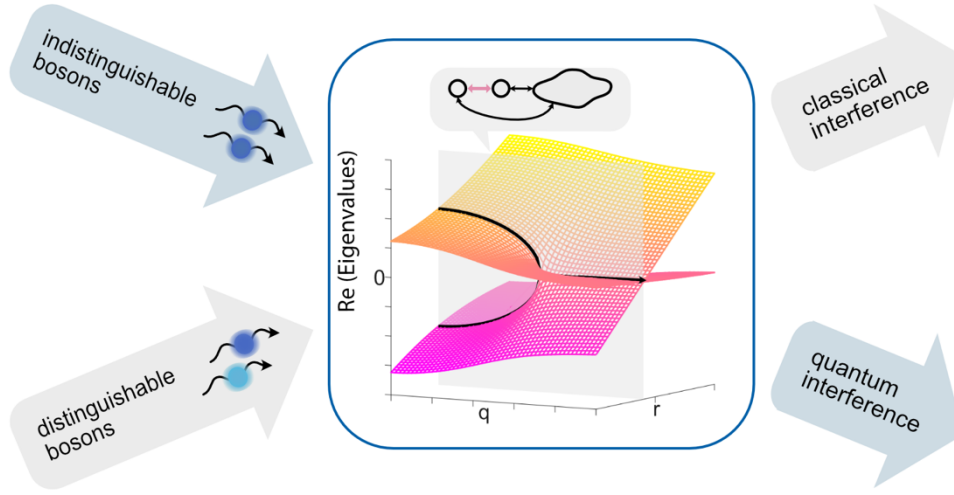 indistinguishable
bosons
classical
interference
Re (Eigenvalues)
0
distinguishable
bosons
quantum
interference
q
r